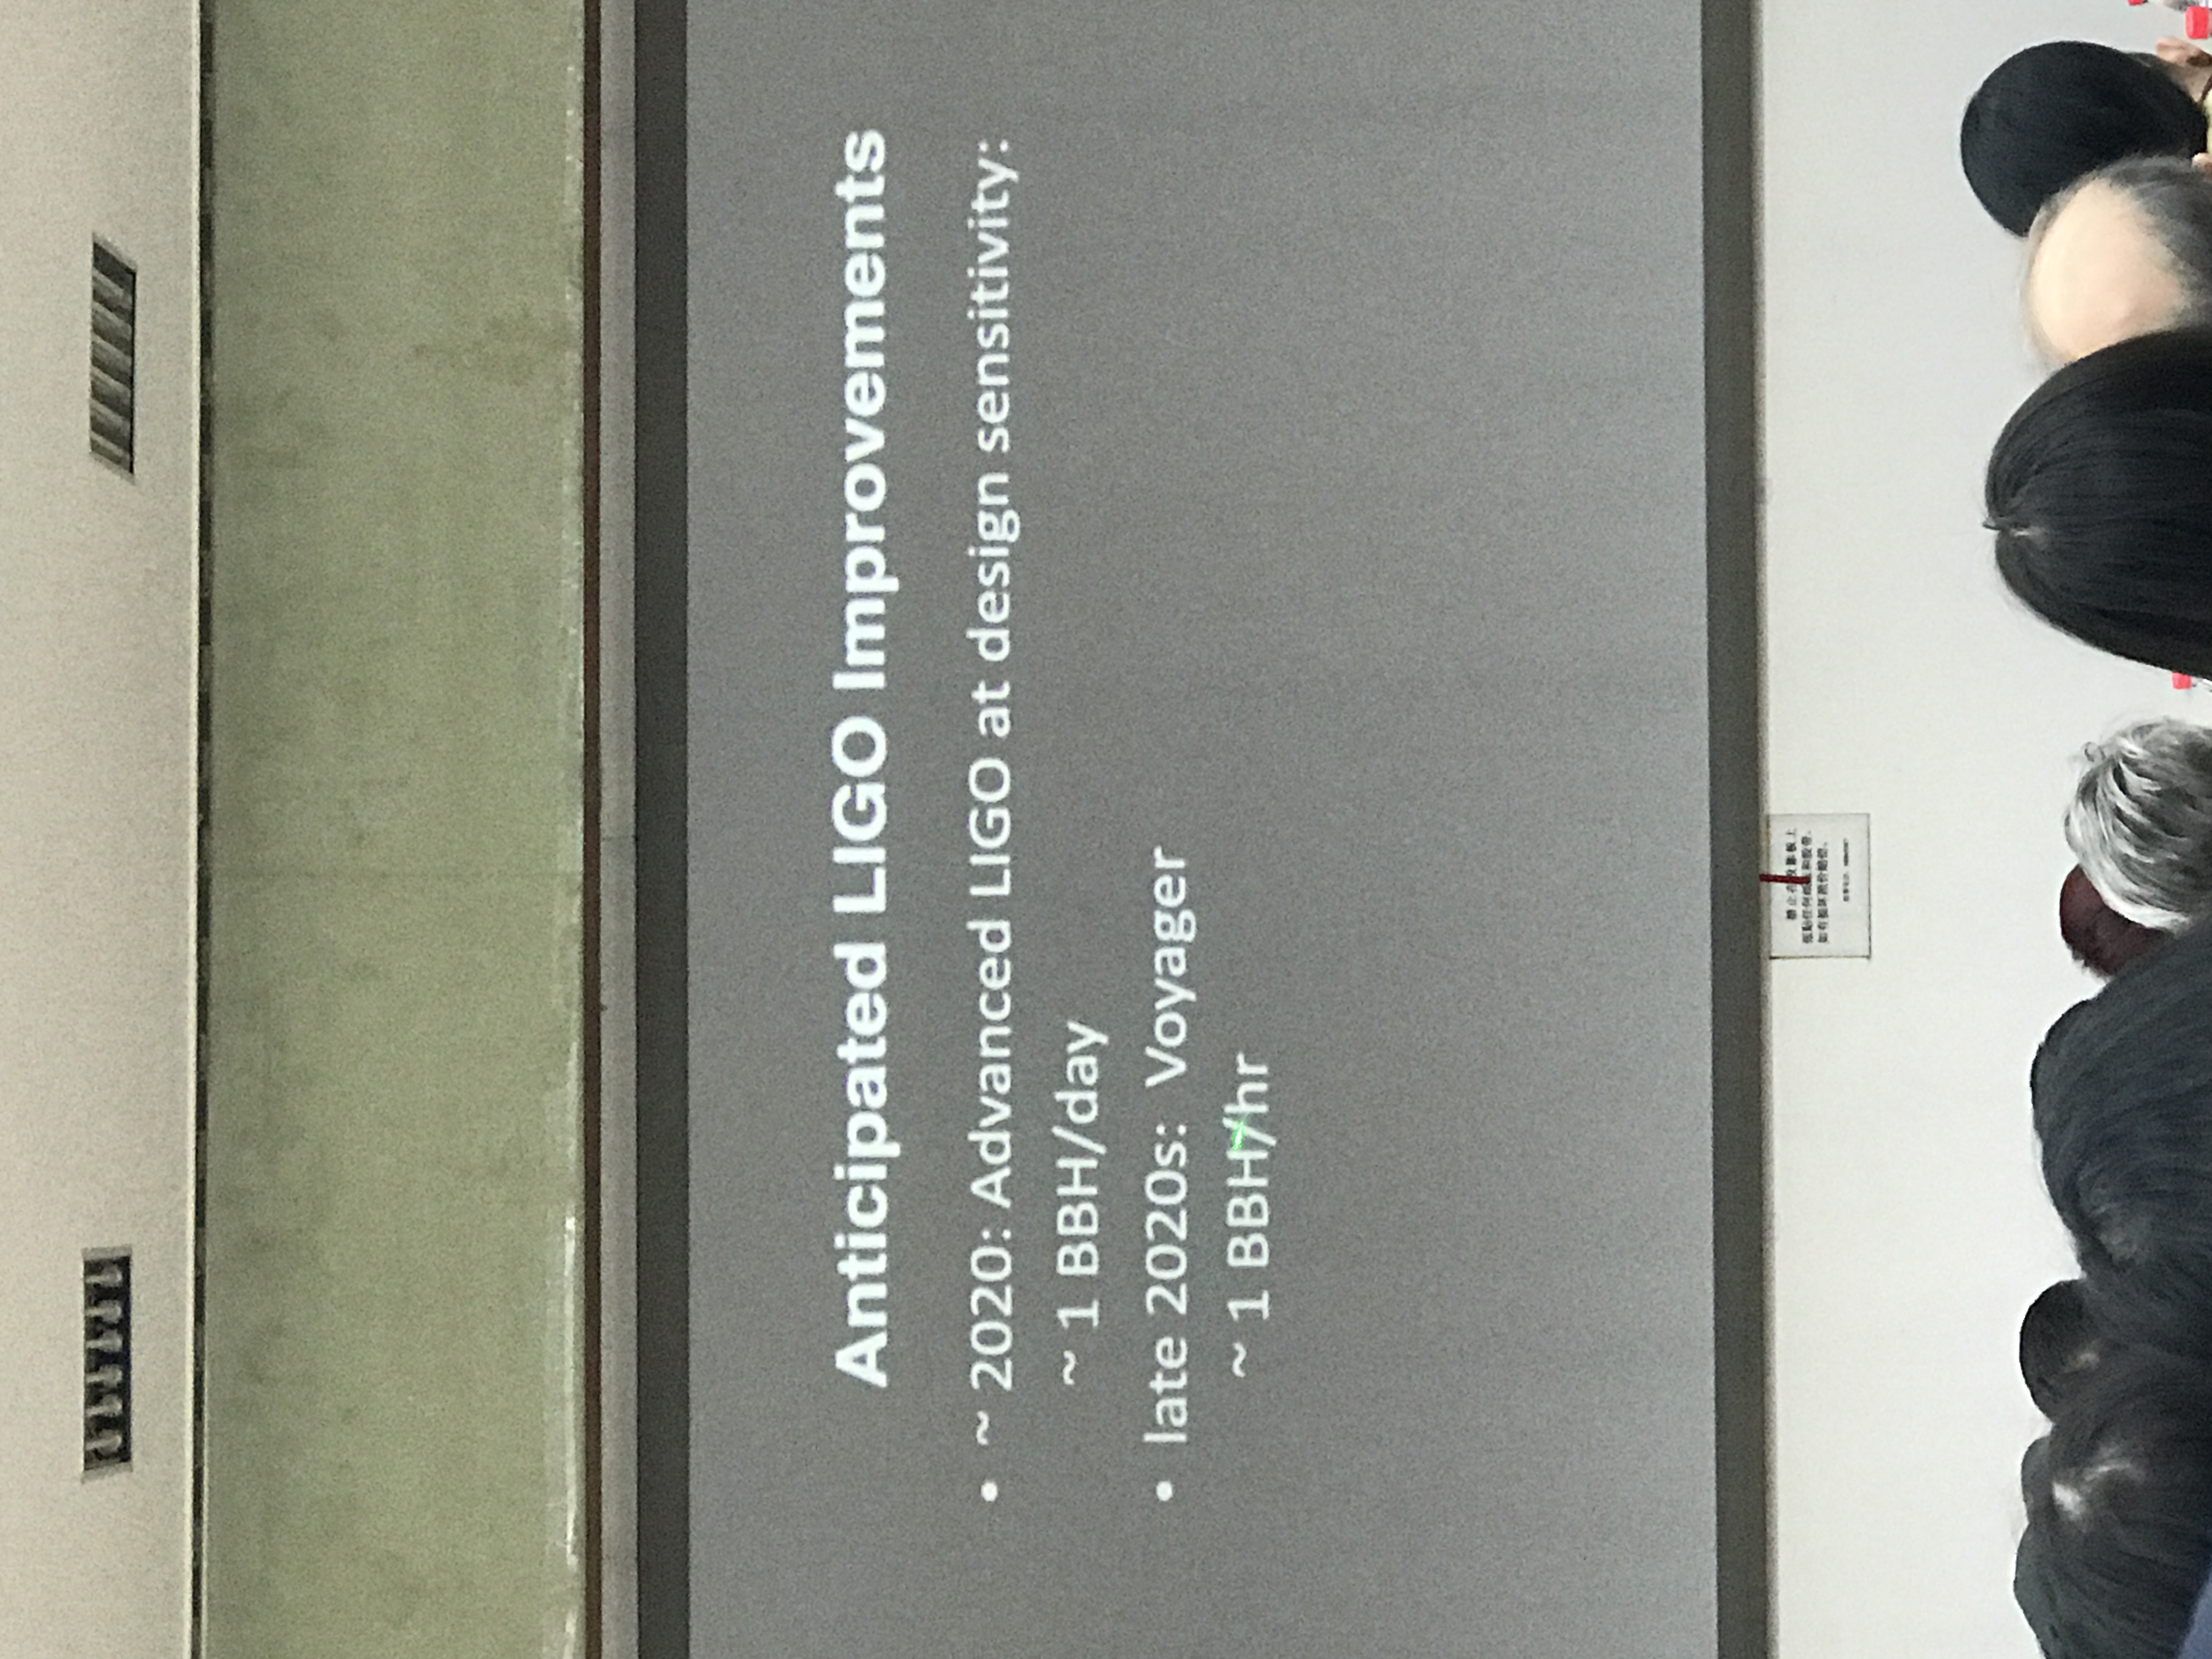 Anticipated LIGO Improvements
• ~ 2020: Advanced LIGO at design sensitivity:
~ 1 BBH/day
• late 2020s: Voyager
~ 1 BBH/hr
禁止在投影板上
张贴任何纸张和胶带,
如有损坏照价赔偿。